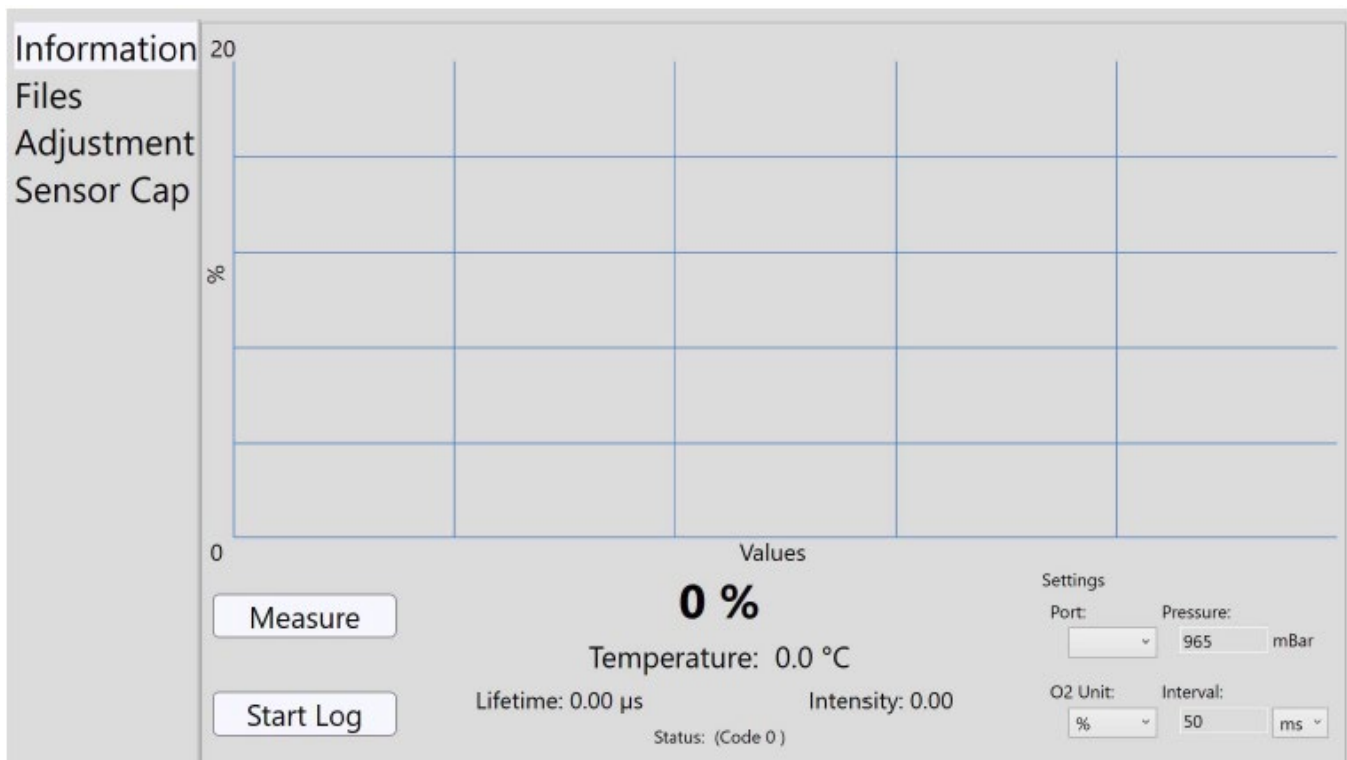 Information
Files
Adjustment
Sensor Cap
20
%
0
Values
Measure
Start Log
0 %
Temperature: 0.0 °C
Lifetime: 0.00 µs Intensity: 0.00
Status: (Code 0 )
Settings
Port: Pressure:
965 mBar
O2 Unit: Interval:
% 50 ms